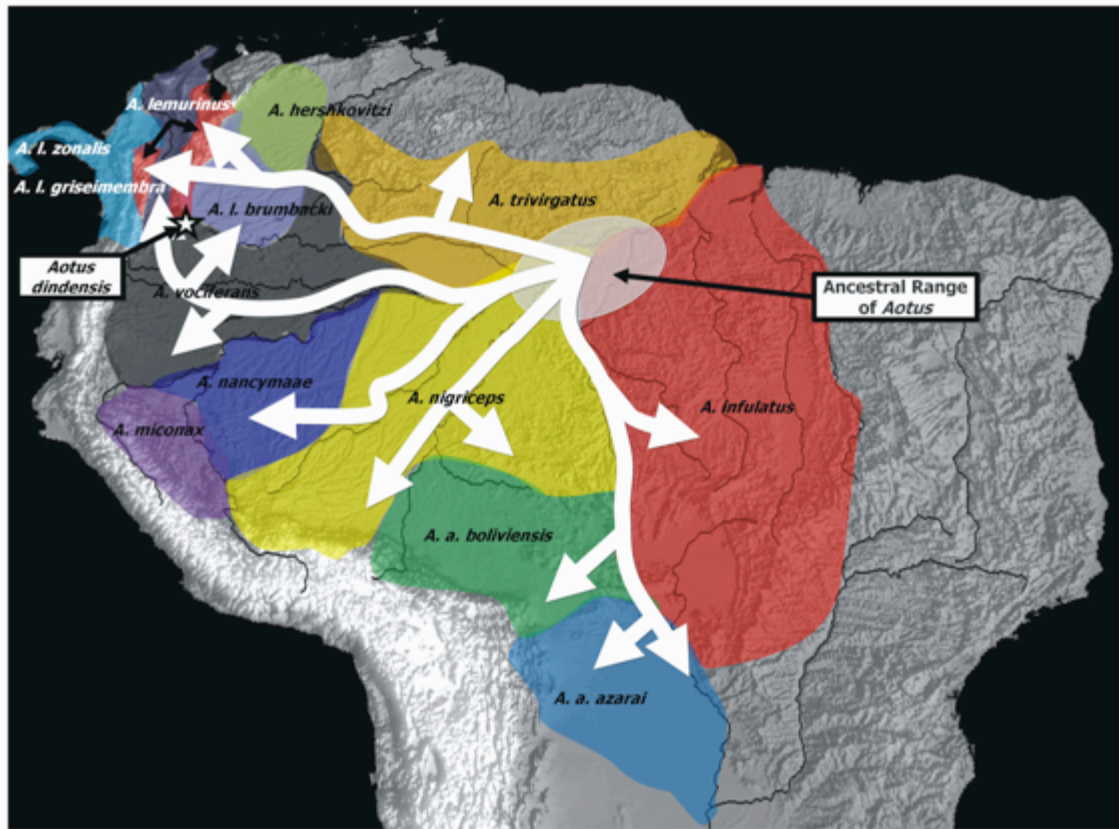 A. lemurinus
A. hershkovitzi
A. l. zonalis
A. l. griseimembra
A. trivirgatus
A. l. brumbacki
Aotus
dindensis
A. vociferans
Ancestral Range
of Aotus
A. nancymaae
A. nigriceps
A. infulatus
A. miconax
A. a. boliviensis
A. a. azarai